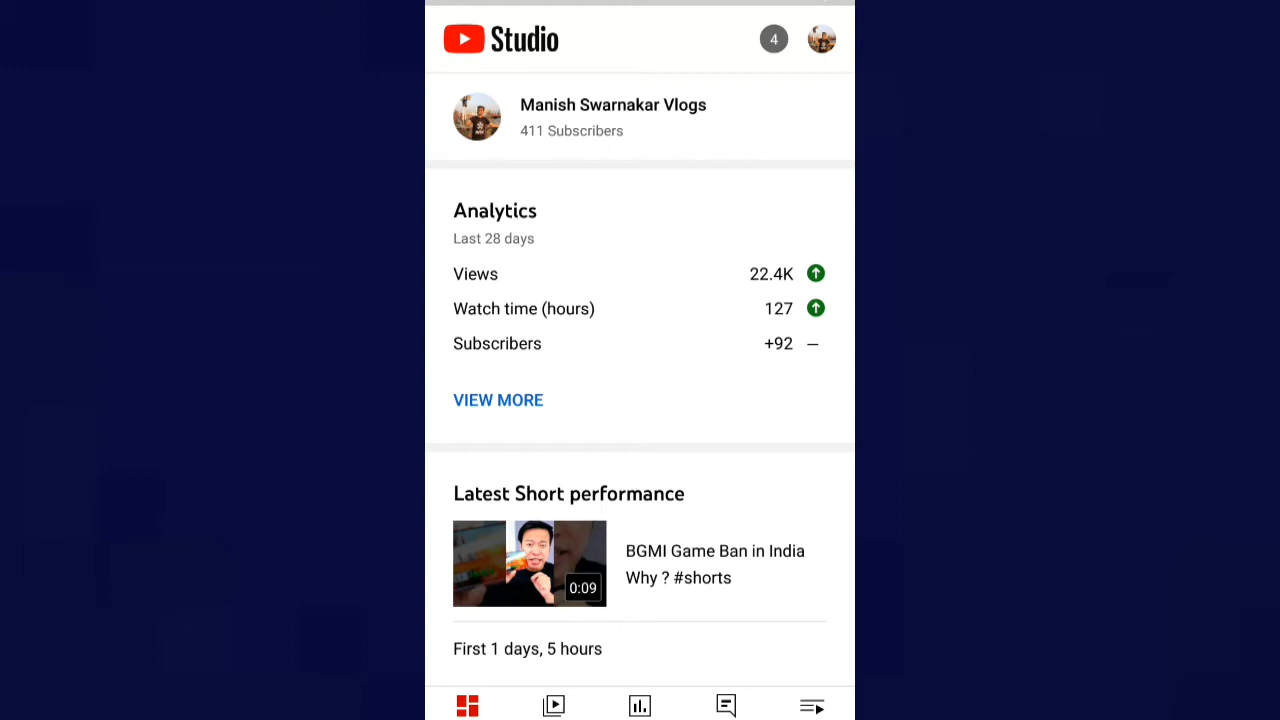 Studio
4
Manish Swarnakar Vlogs
411 Subscribers
Analytics
Last 28 days
Views 22.4K
Watch time (hours) 127
Subscribers +92 —
VIEW MORE
Latest Short performance
0:09
BGMI Game Ban in India
Why ? #shorts
First 1 days, 5 hours